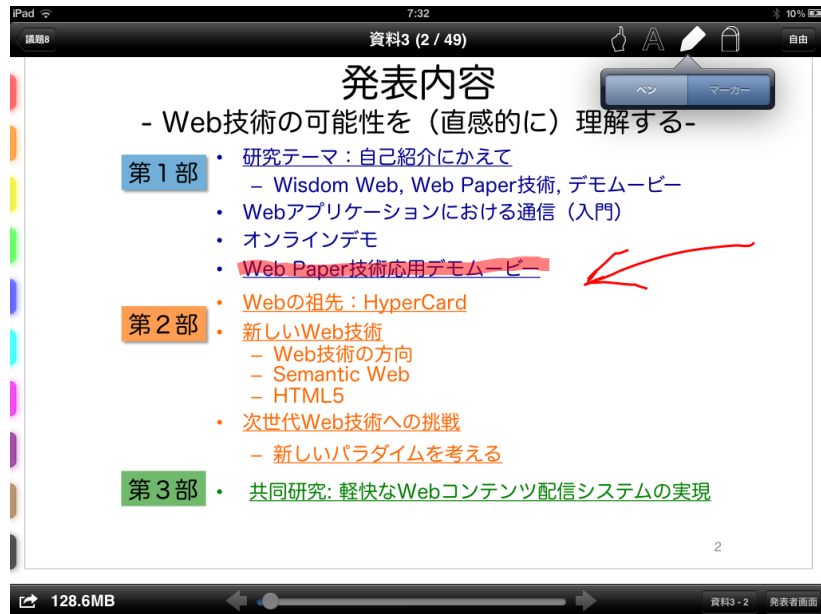 iPad 7:32 10%
議題8 資料3 (2 / 49) A 自由
ペン マーカー
発表内容
- Web技術の可能性を（直感的に）理解する-
第１部
• 研究テーマ：自己紹介にかえて
– Wisdom Web, Web Paper技術, デモムービー
• Webアプリケーションにおける通信（入門）
• オンラインデモ
• Web Paper技術応用デモムービー
第２部
• Webの祖先：HyperCard
• 新しいWeb技術
– Web技術の方向
– Semantic Web
– HTML5
• 次世代Web技術への挑戦
– 新しいパラダイムを考える
第３部
• 共同研究: 軽快なWebコンテンツ配信システムの実現
2
128.6MB 資料3 - 2 発表者画面